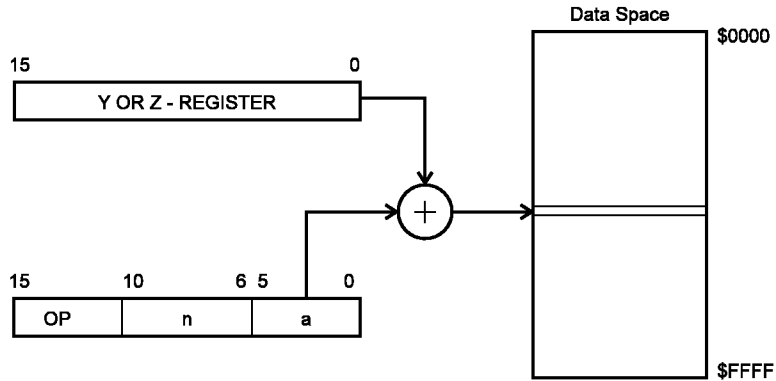 Data Space
$0000
15 0
Y OR Z - REGISTER
+
15 10 6 5 0
OP n a
$FFFF